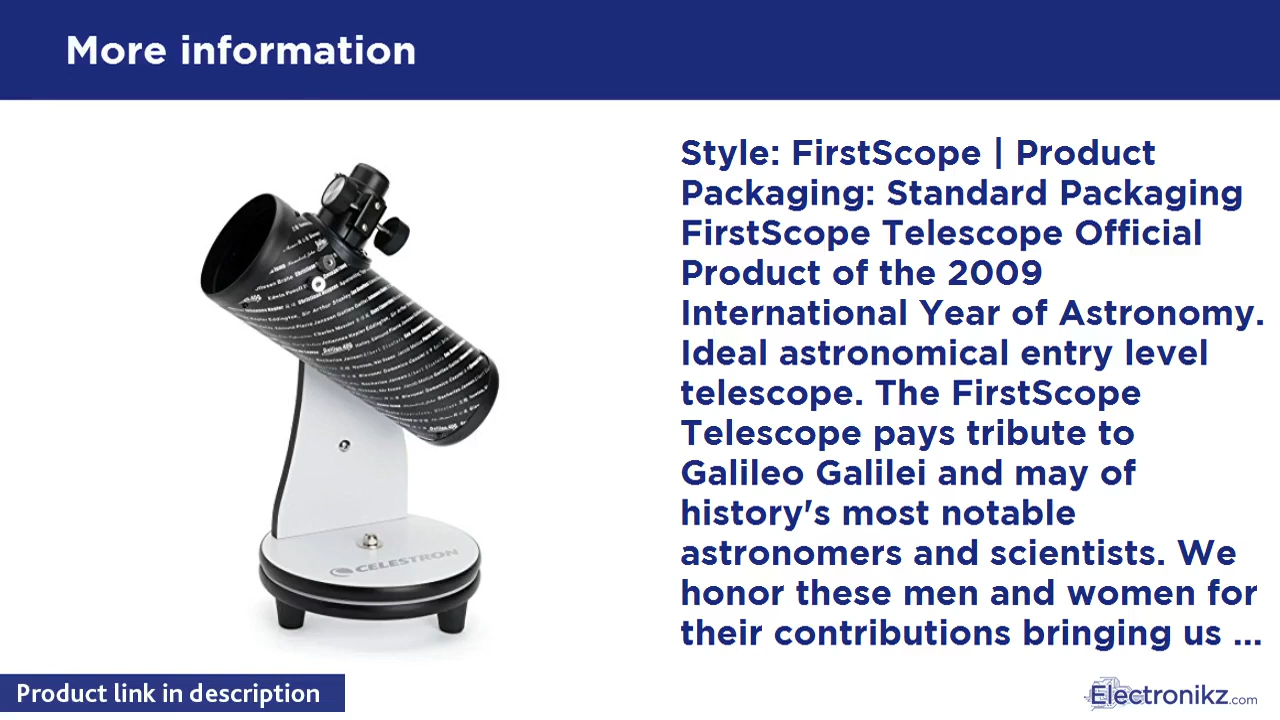 More information
Style: FirstScope | Product
Packaging: Standard Packaging
FirstScope Telescope Official
Product of the 2009
International Year of Astronomy.
Ideal astronomical entry level
telescope. The FirstScope
Telescope pays tribute to
Galileo Galilei and may of
history's most notable
astronomers and scientists. We
honor these men and women for
their contributions bringing us ...
CELESTRON
Product link in description
Electronikz.com